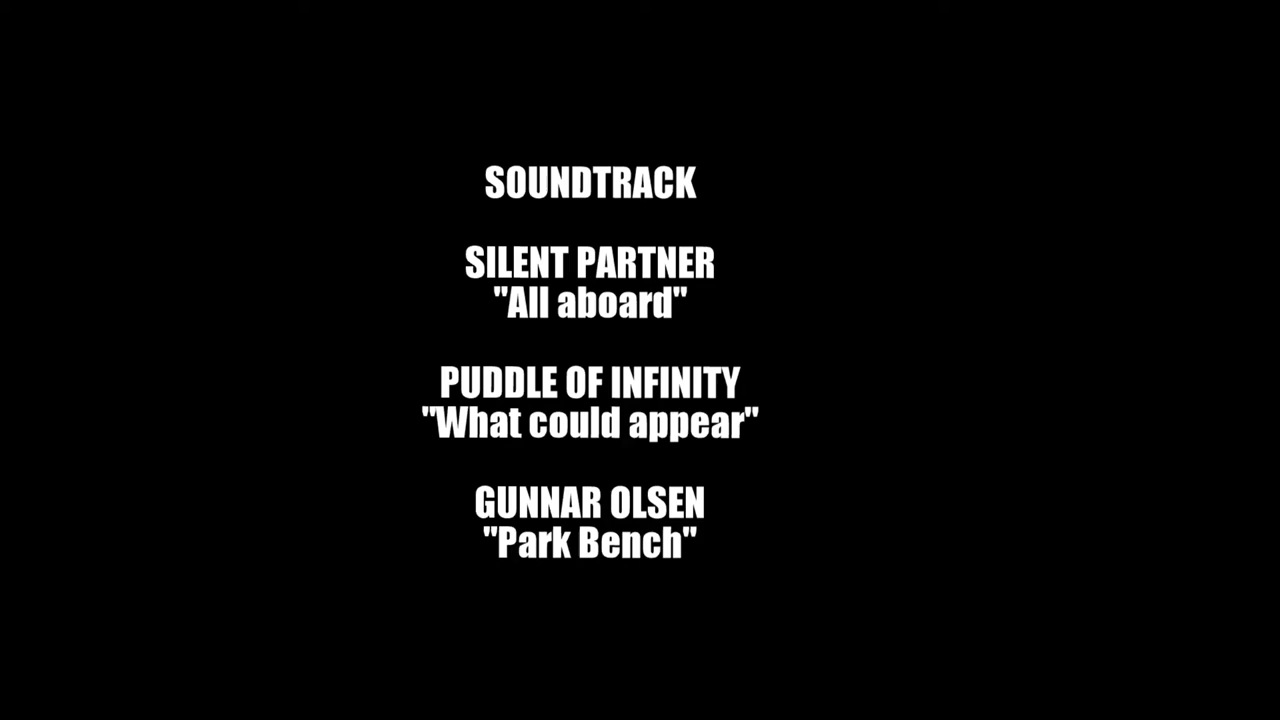 SOUNDTRACK
SILENT PARTNER
"All aboard"
PUDDLE OF INFINITY
"What could appear"
GUNNAR OLSEN
"Park Bench"